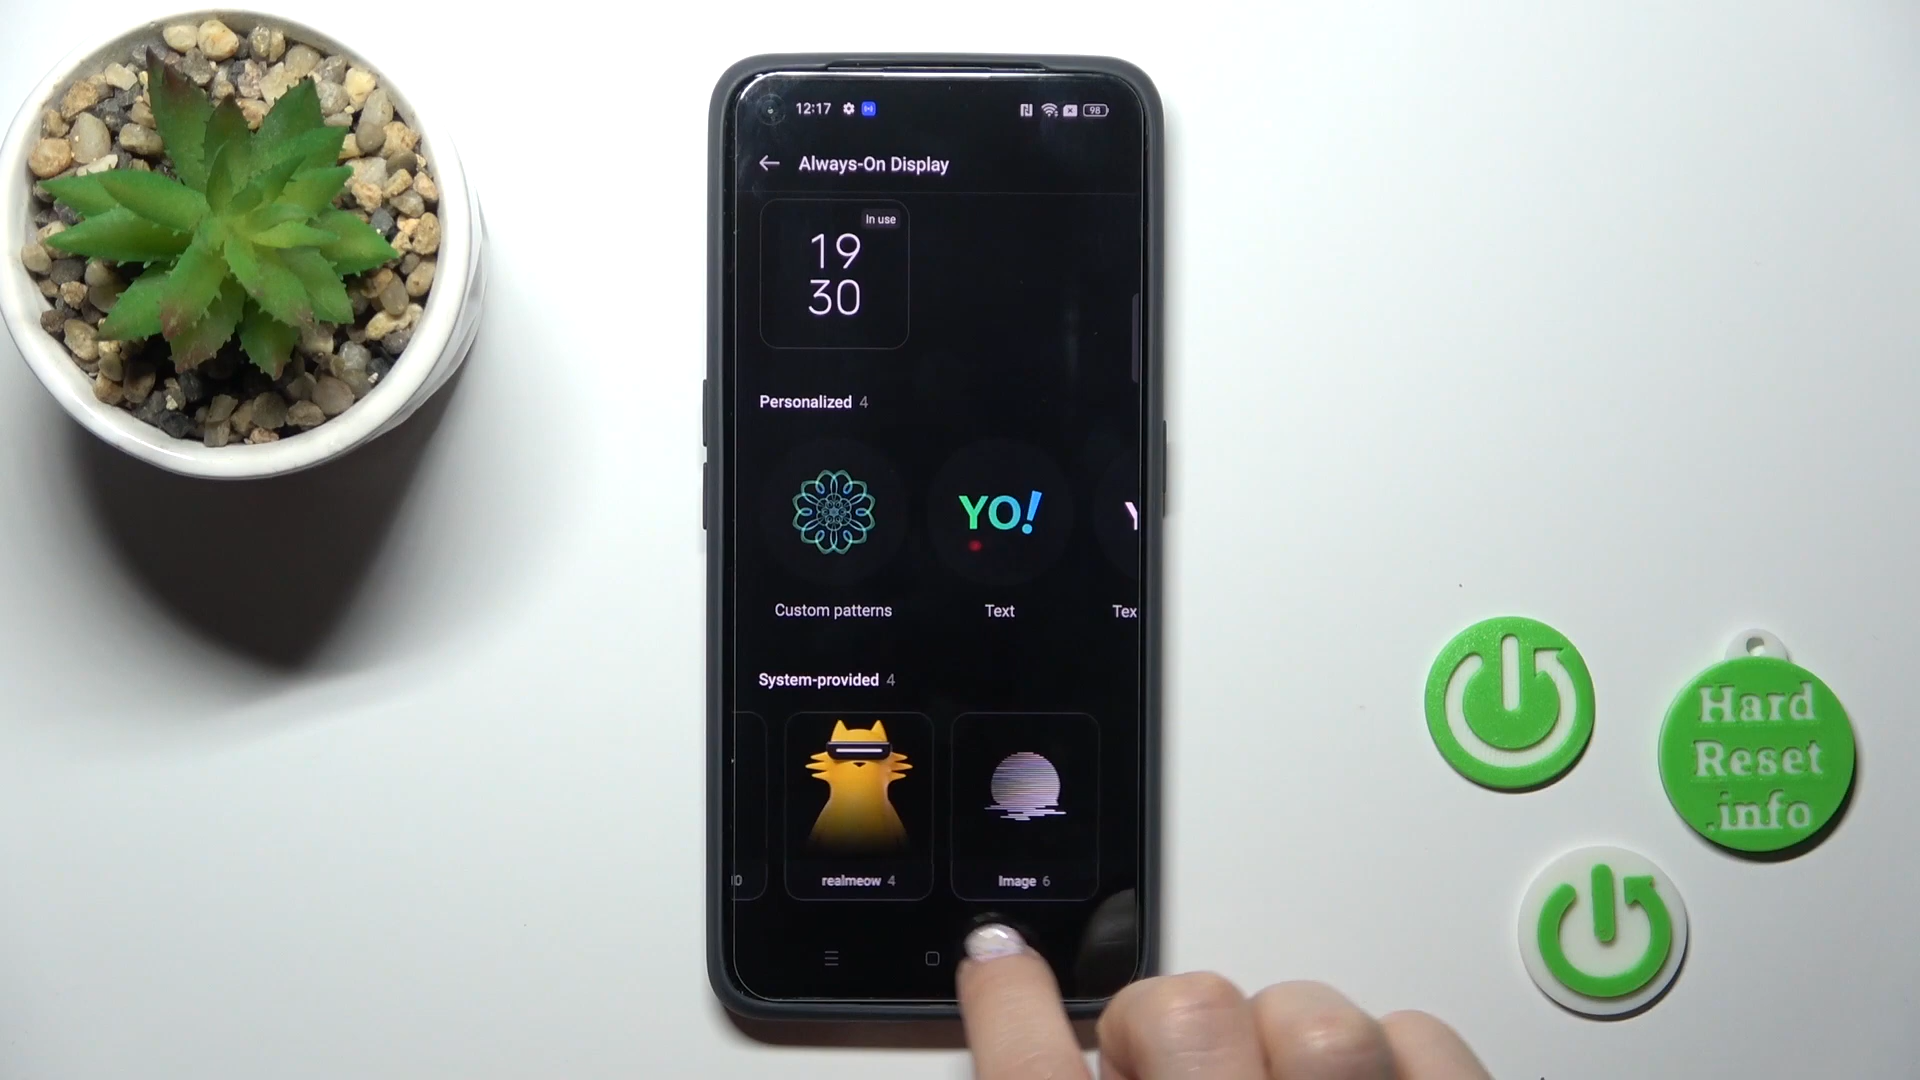 12:17
98
Always-On Display
In use
19
30
Personalized 4
YO!
Custom patterns
Text
Tex
System-provided 4
realmeow 4
Image 6
Hard
Reset
.info